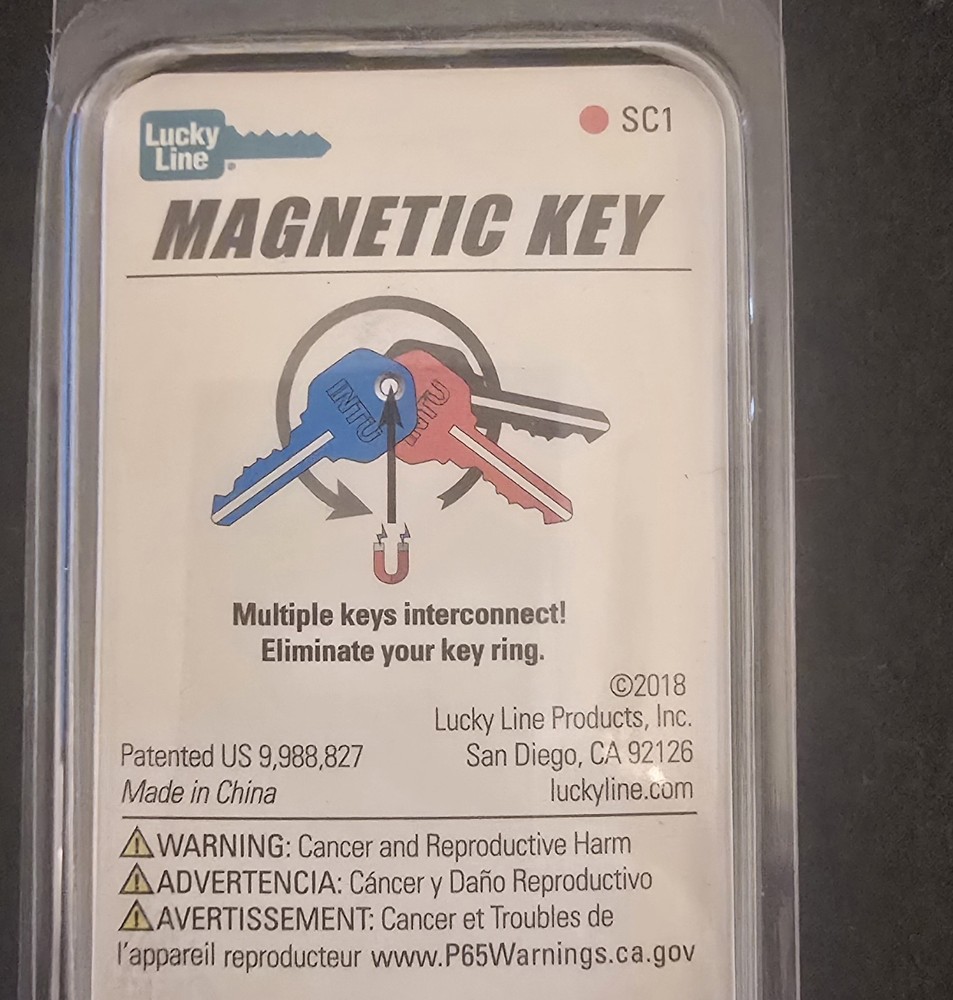 Lucky
Line®
SC1
MAGNETIC KEY
INTU
INTU
Multiple keys interconnect!
Eliminate your key ring.
©2018
Lucky Line Products, Inc.
Patented US 9,988,827
San Diego, CA 92126
Made in China
luckyline.com
WARNING: Cancer and Reproductive Harm
ADVERTENCIA: Cáncer y Daño Reproductivo
AVERTISSEMENT: Cancer et Troubles de
l'appareil reproducteur www.P65Warnings.ca.gov